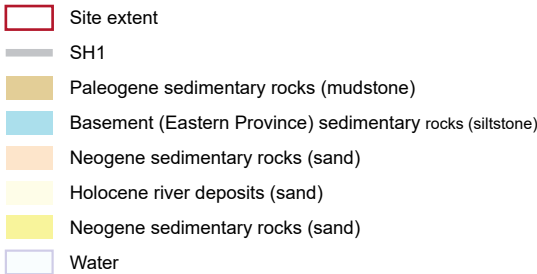 Site extent
SH1
Paleogene sedimentary rocks (mudstone)
Basement (Eastern Province) sedimentary rocks (siltstone)
Neogene sedimentary rocks (sand)
Holocene river deposits (sand)
Neogene sedimentary rocks (sand)
Water